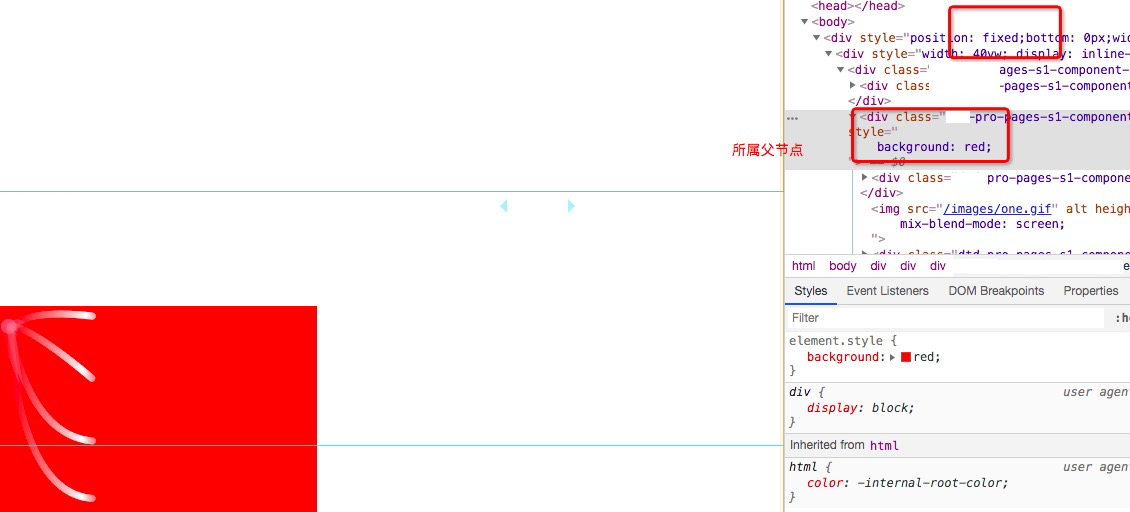 <head></head>
<body>
<div style="position: fixed;bottom: 0px;wid
<div style="width: 40vw; display: inline-
<div class="
ages-s1-component-
<div class
-pages-s1-component
</div>
<div class=" -pro-pages-s1-component
style="
background: red;
所属父节点
== $0
<div class= pro-pages-s1-compone
</div>
<img src="/images/one.gif" alt heigh
mix-blend-mode: screen;
">
<div class="dtd-pro-pages-s1-compone
html body div div div
e
Styles Event Listeners DOM Breakpoints Properties
Filter
:h
element.style {
background: red;
}
div {
user agen
display: block;
}
Inherited from html
html {
user agen
color: -internal-root-color;
}